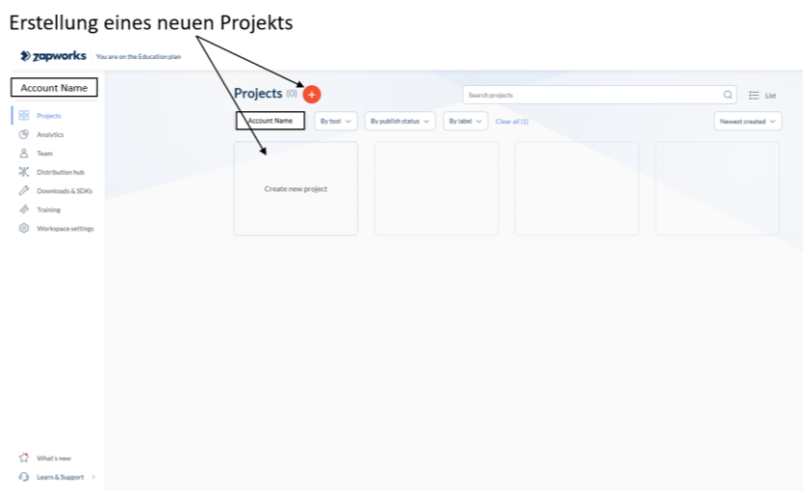 Erstellung eines neuen Projekts
zapworks You are on the Education plan
Account Name
Projects
Analytics
Team
Distribution hub
Downloads & SDKs
Training
Workspace settings
What's new
Learn & Support
Projects (0) +
Search projects
List
Account Name By tool By publish status By label Clear all (1) Newest created
Create new project